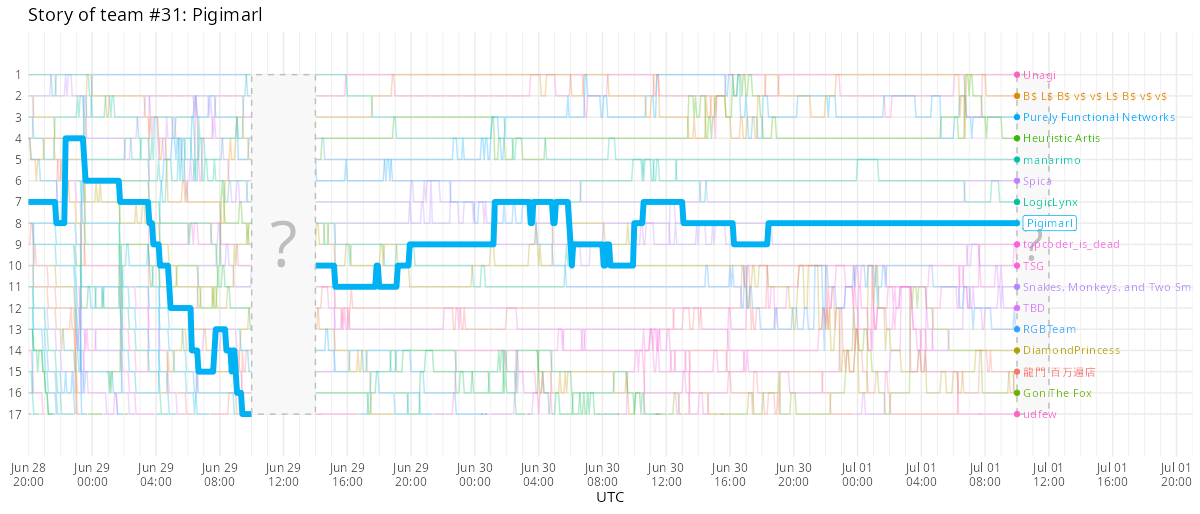 Story of team #31: Pigimarl
1
2
3
4
5
6
7
8
9
10
11
12
13
14
15
16
17
?
?
Unagi
B$ L$ B$ v$ v$ L$ B$ v$ v$
Purely Functional Networks
Heuristic Artis
manarimo
Spica
LogicLynx
Pigimarl
topcoder_is_dead
TSG
Snakes, Monkeys, and Two Sm
TBD
RGBTeam
DiamondPrincess
龍門 百万遍店
Gon The Fox
udfew
Jun 28 Jun 29 Jun 29 Jun 29 Jun 29 Jun 29 Jun 29 Jun 30 Jun 30 Jun 30 Jun 30 Jun 30 Jun 30 Jul 01 Jul 01 Jul 01 Jul 01 Jul 01 Jul 01
20:00 00:00 04:00 08:00 12:00 16:00 20:00 00:00 04:00 08:00 12:00 16:00 20:00 00:00 04:00 08:00 12:00 16:00 20:00
UTC